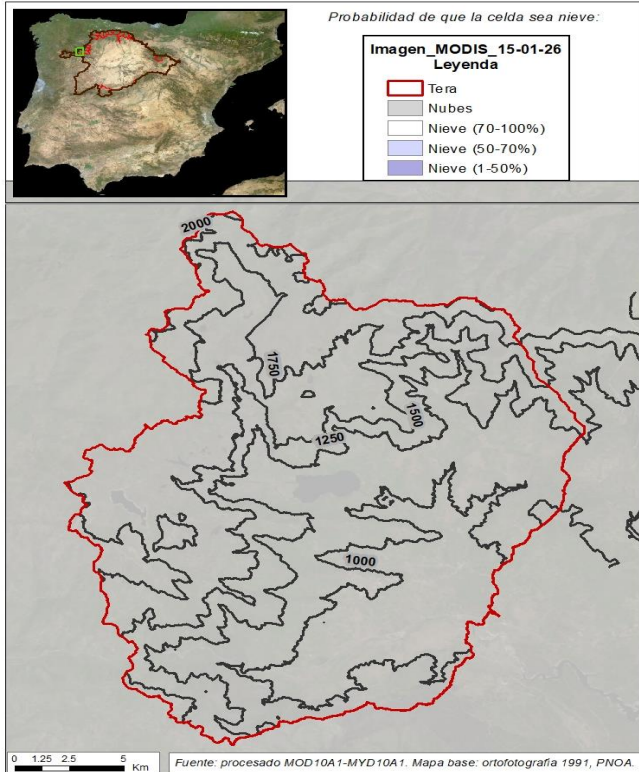 Probabilidad de que la celda sea nieve:
Imagen_MODIS_15-01-26
Leyenda
Tera
Nubes
Nieve (70-100%)
Nieve (50-70%)
Nieve (1-50%)
2000
1750
1500
1250
1000
0 1.25 2.5 5
Km
Fuente: procesado MOD10A1-MYD10A1. Mapa base: ortofotografía 1991, PNOA.